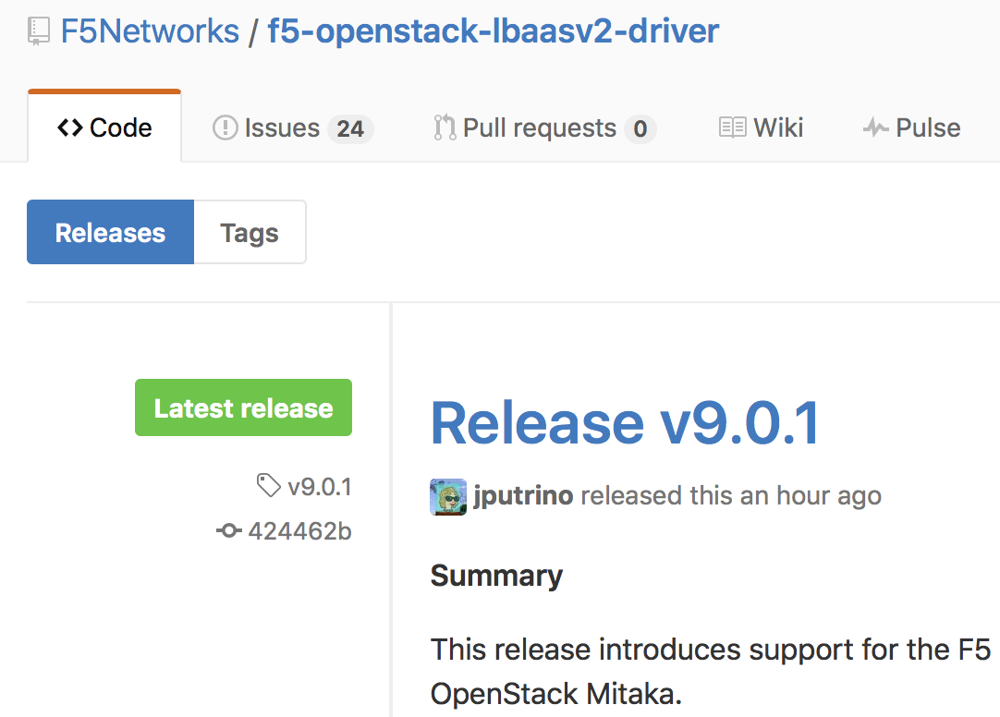 F5Networks / f5-openstack-lbaasv2-driver
Code Issues 24 Pull requests 0 Wiki Pulse
Releases Tags
Latest release
v9.0.1
424462b
Release v9.0.1
jputrino released this an hour ago
Summary
This release introduces support for the F5
OpenStack Mitaka.